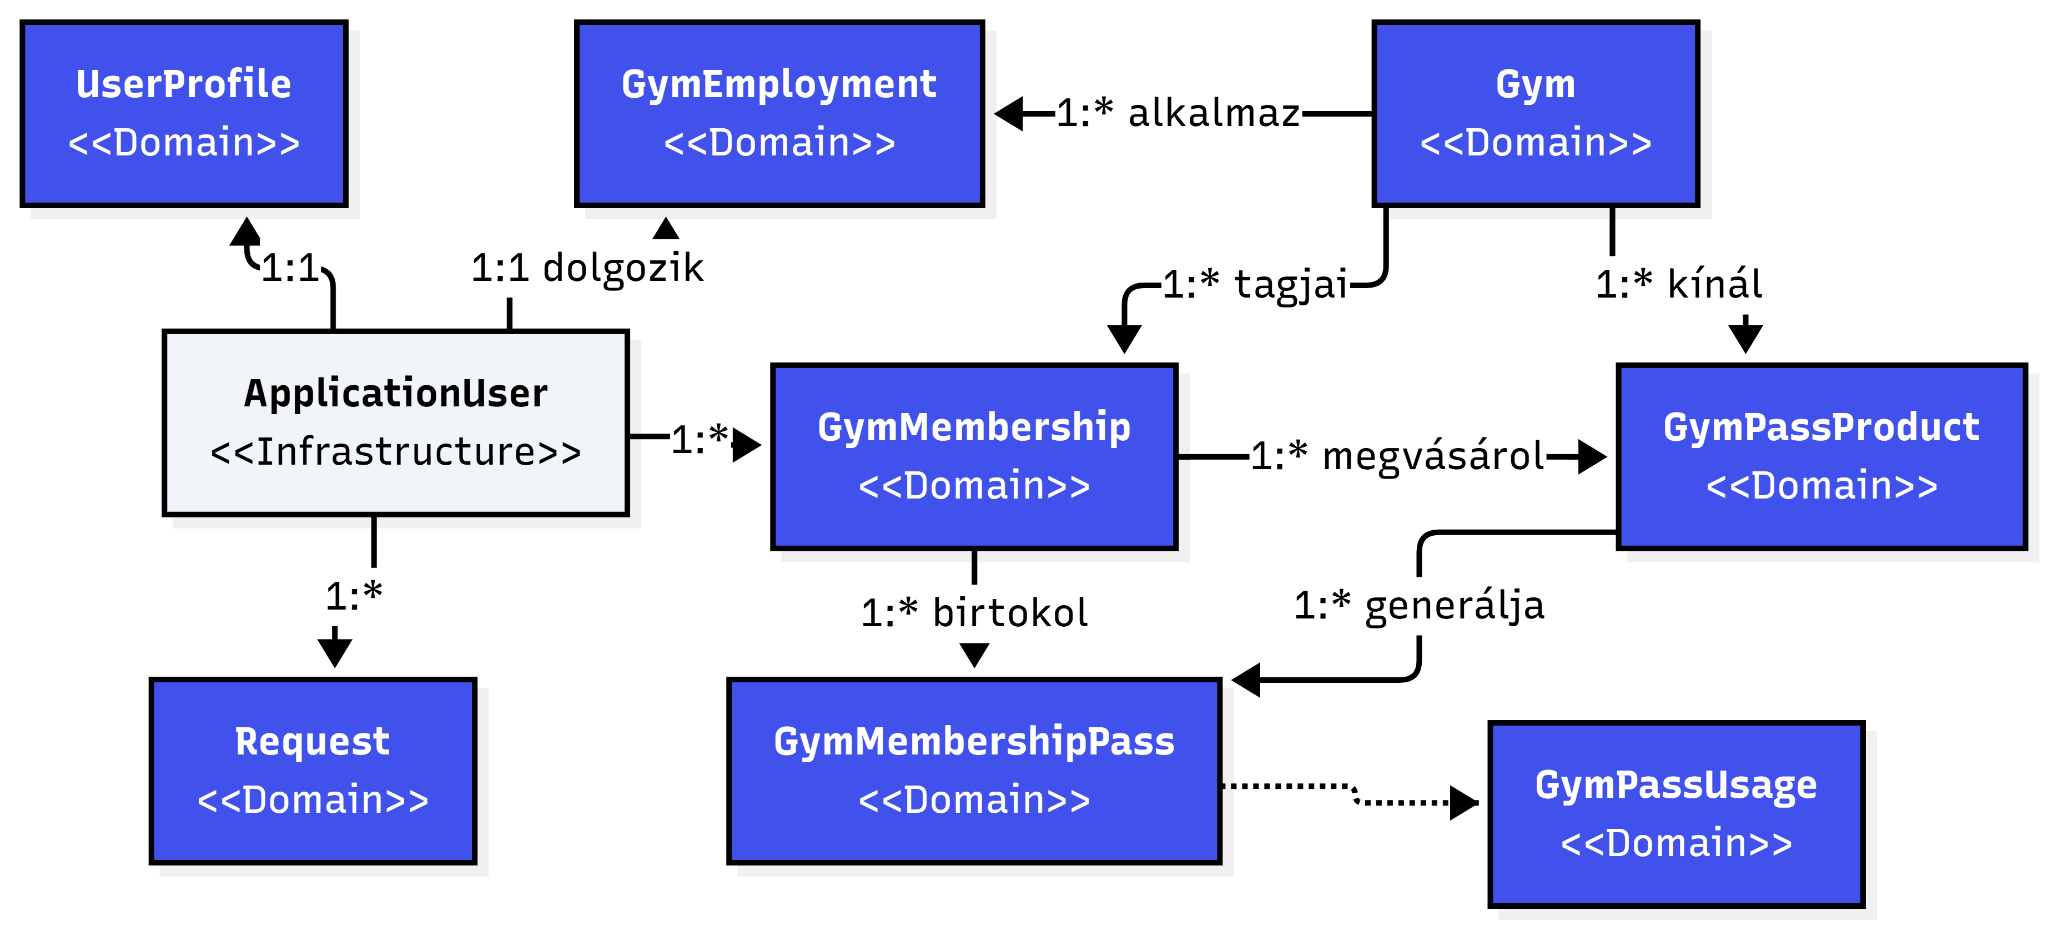 UserProfile
<<Domain>>
GymEmployment
<<Domain>>
1:* alkalmaz
Gym
<<Domain>>
1:1
1:1 dolgozik
1:* tagjai
1:* kínál
ApplicationUser
<<Infrastructure>>
1:*
GymMembership
<<Domain>>
1:* megvásárol
GymPassProduct
<<Domain>>
1:*
1:* birtokol
1:* generálja
Request
<<Domain>>
GymMembershipPass
<<Domain>>
GymPassUsage
<<Domain>>